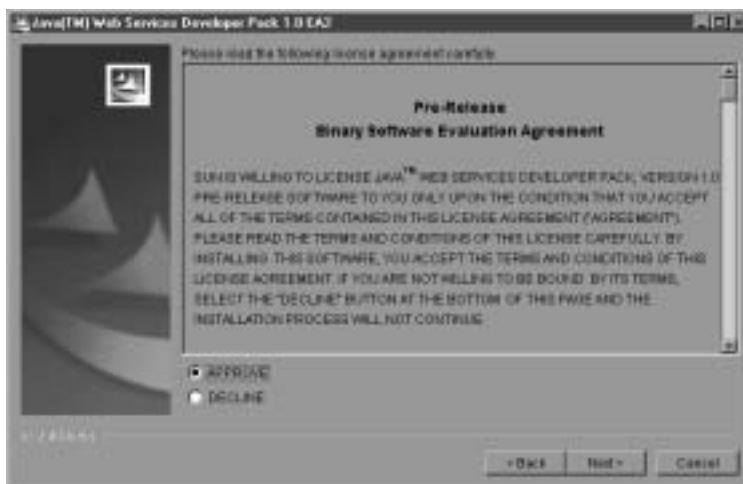 Java(TM) Web Services Developer Pack 1.0 EA2
Please read the following license agreement carefully.
Pre-Release
Binary Software Evaluation Agreement
SUN IS WILLING TO LICENSE JAVA™ WEB SERVICES DEVELOPER PACK, VERSION 1.0
PRE-RELEASE SOFTWARE TO YOU ONLY UPON THE CONDITION THAT YOU ACCEPT
ALL OF THE TERMS CONTAINED IN THIS LICENSE AGREEMENT ("AGREEMENT").
PLEASE READ THE TERMS AND CONDITIONS OF THIS LICENSE CAREFULLY. BY
INSTALLING THIS SOFTWARE, YOU ACCEPT THE TERMS AND CONDITIONS OF THIS
LICENSE AGREEMENT. IF YOU ARE NOT WILLING TO BE BOUND BY ITS TERMS,
SELECT THE "DECLINE" BUTTON AT THE BOTTOM OF THIS PAGE AND THE
INSTALLATION PROCESS WILL NOT CONTINUE
APPROVE
DECLINE
< Back
Next >
Cancel